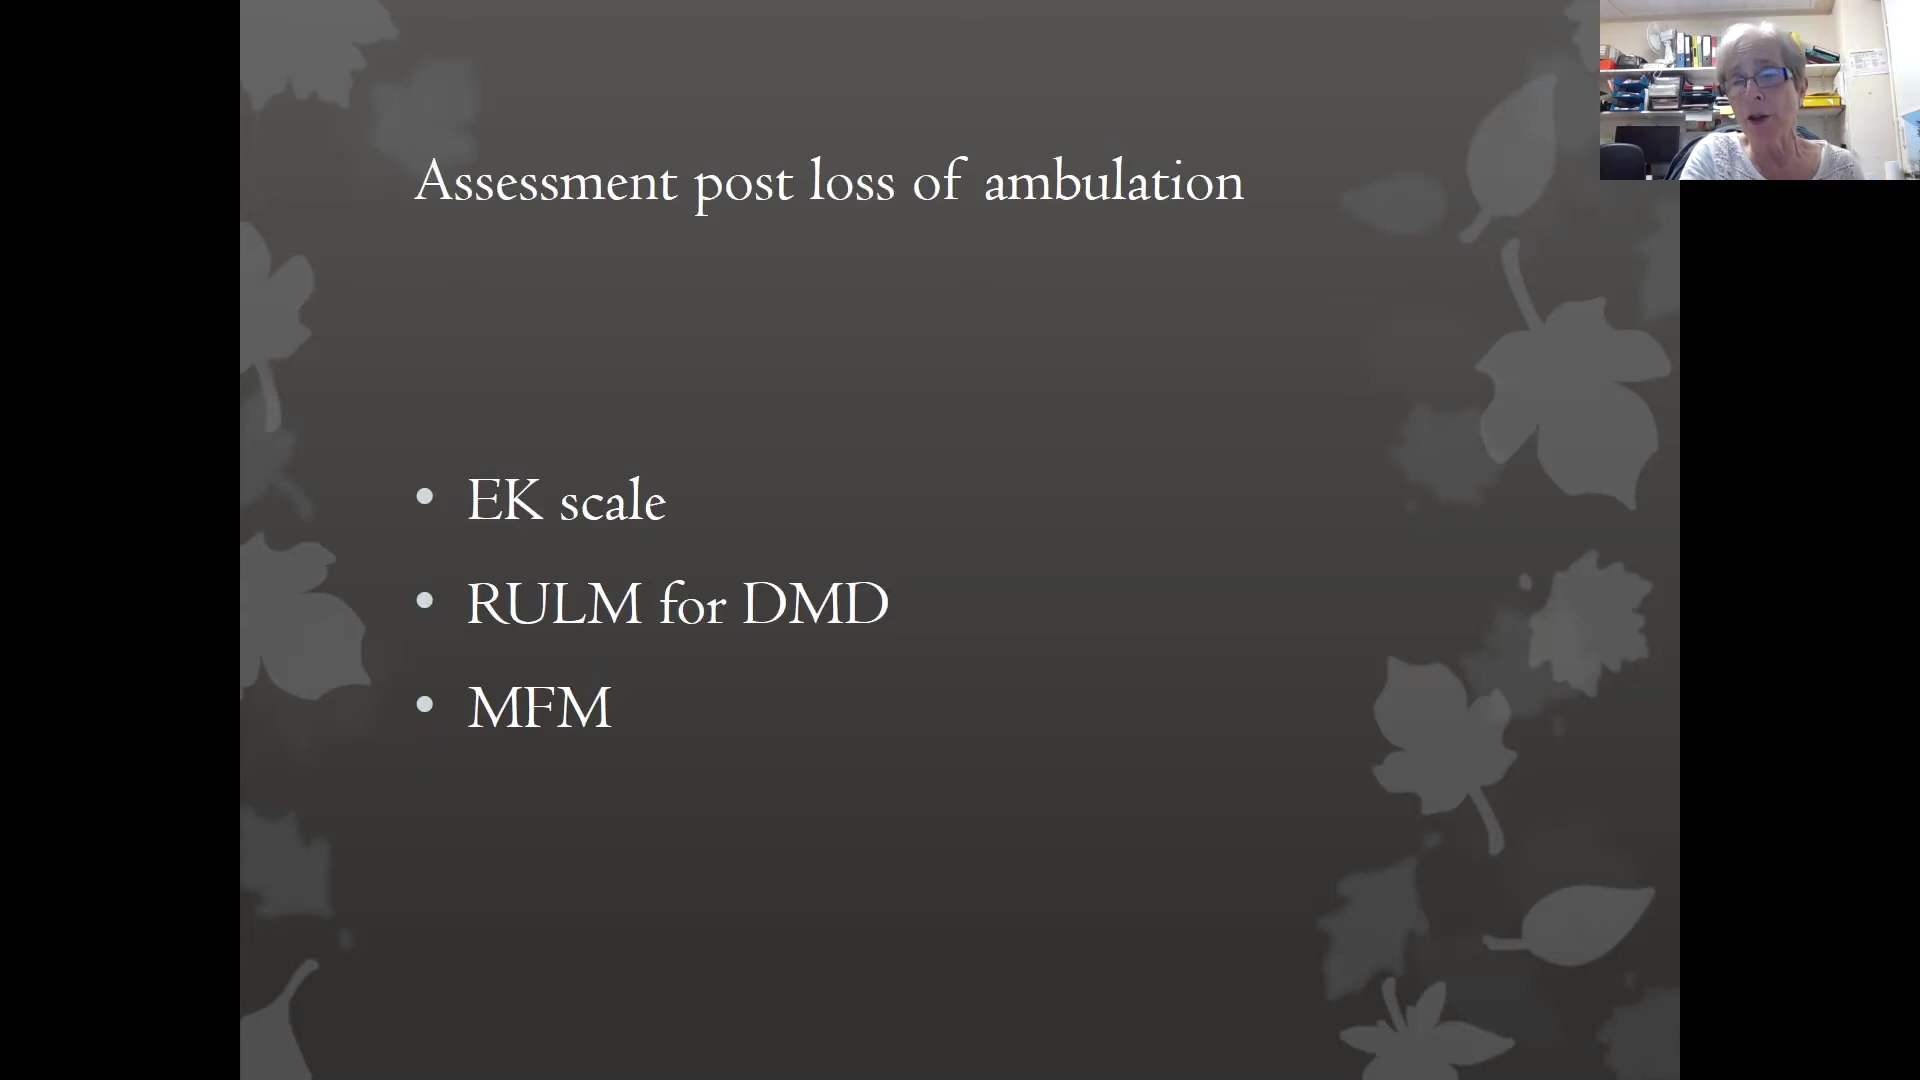 Assessment post loss of ambulation
• EK scale
• RULM for DMD
• MFM